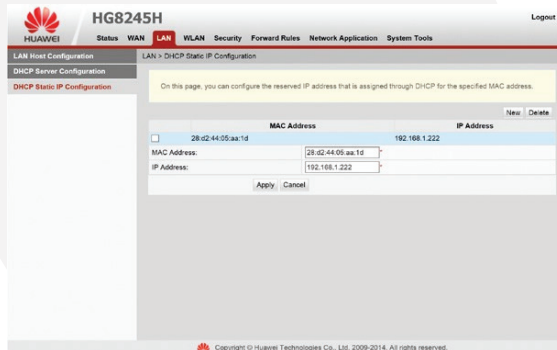 HUAWEI
HG8245H
Logout
Status WAN LAN WLAN Security Forward Rules Network Application System Tools
LAN Host Configuration
DHCP Server Configuration
DHCP Static IP Configuration
LAN > DHCP Static IP Configuration
On this page, you can configure the reserved IP address that is assigned through DHCP for the specified MAC address.
New Delete
MAC Address IP Address
28:d2:44:05:aa:1d 192.168.1.222
MAC Address: 28:d2:44:05:aa:1d *
IP Address: 192.168.1.222 *
Apply Cancel
Copyright © Huawei Technologies Co., Ltd. 2009-2014. All rights reserved.